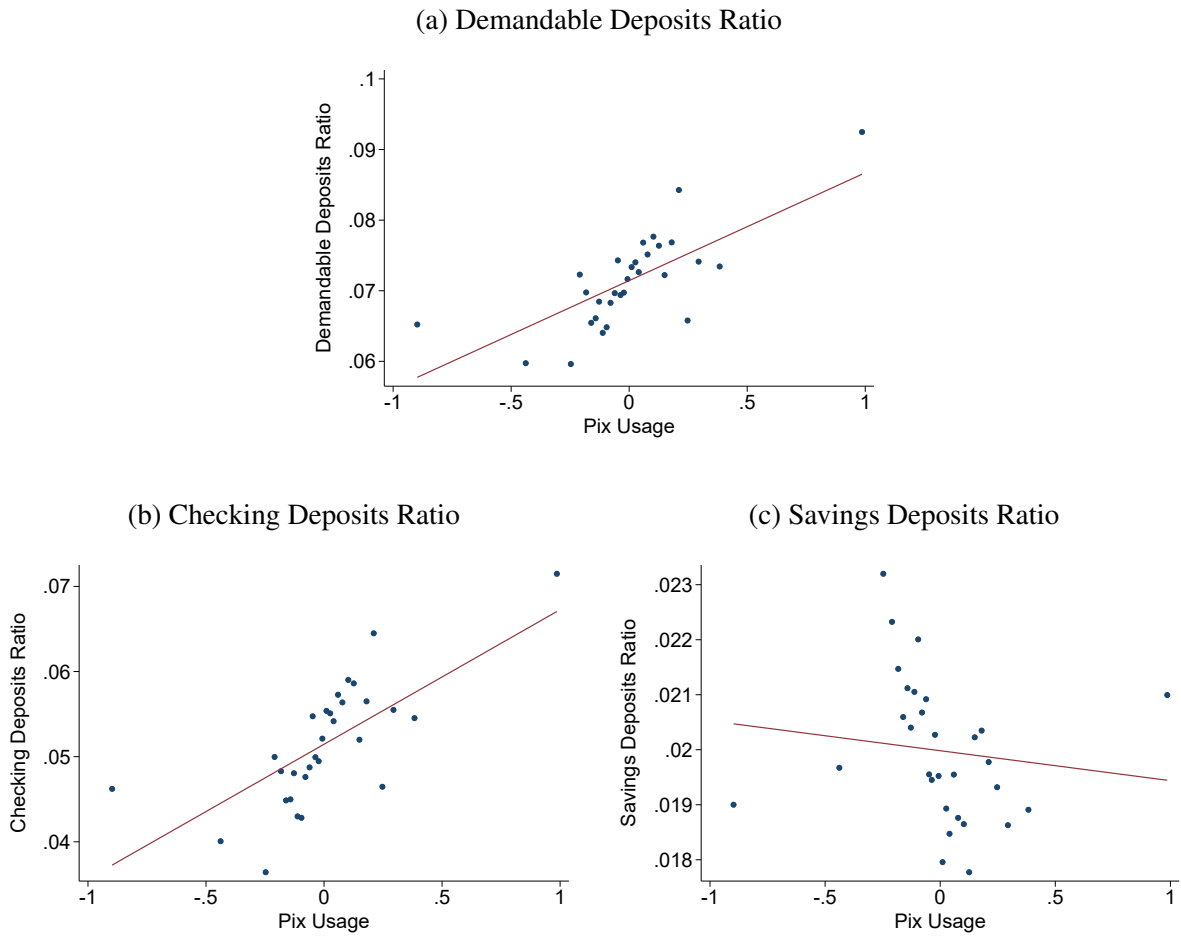 (a) Demandable Deposits Ratio
.1
.09
.08
.07
.06
Demandable Deposits Ratio
-1 -.5 0 .5 1
Pix Usage
(b) Checking Deposits Ratio
.07
.06
.05
.04
Checking Deposits Ratio
-1 -.5 0 .5 1
Pix Usage
(c) Savings Deposits Ratio
.023
.022
.021
.02
.019
.018
Savings Deposits Ratio
-1 -.5 0 .5 1
Pix Usage